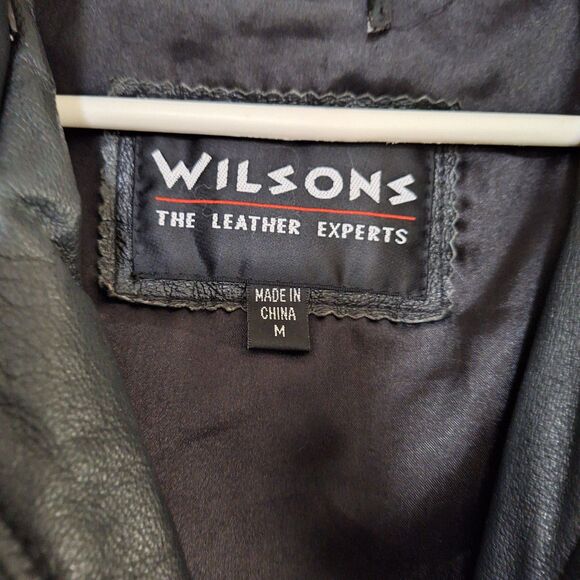 WILSONS
THE LEATHER EXPERTS
MADE IN
CHINA
M